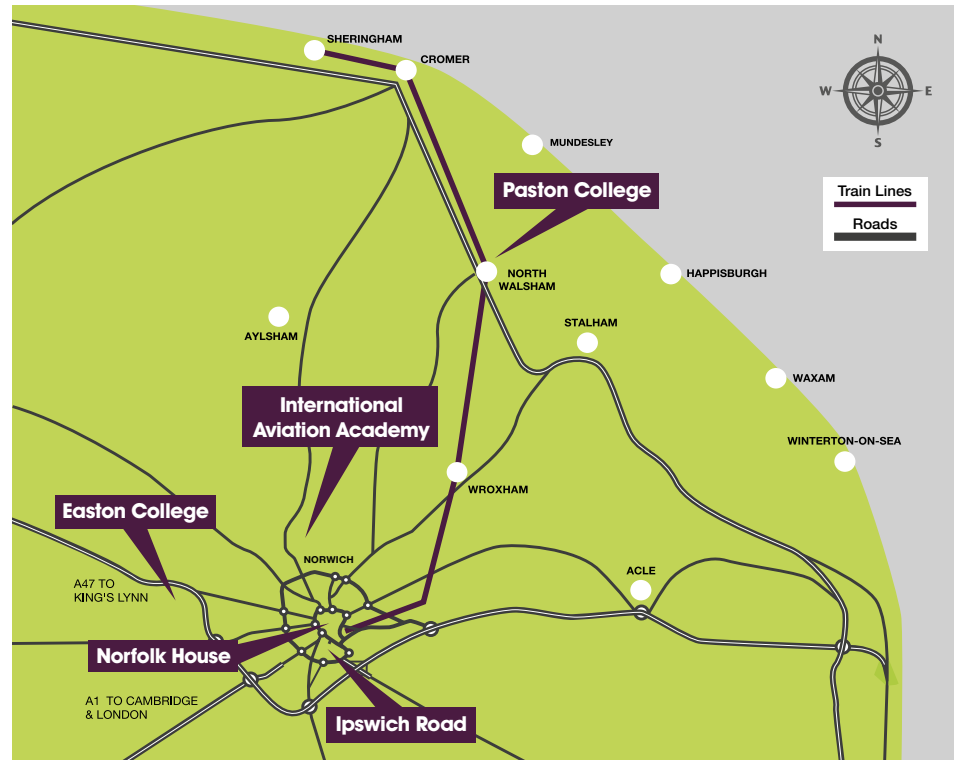 SHERINGHAM
CROMER
N
W
E
S
MUNDESLEY
Paston College
Train Lines
Roads
NORTH
WALSHAM
HAPPISBURGH
AYLSHAM
STALHAM
WAXAM
International
Aviation Academy
WINTERTON-ON-SEA
WROXHAM
Easton College
NORWICH
ACLE
A47 TO
KING'S LYNN
Norfolk House
A1 TO CAMBRIDGE
& LONDON
Ipswich Road